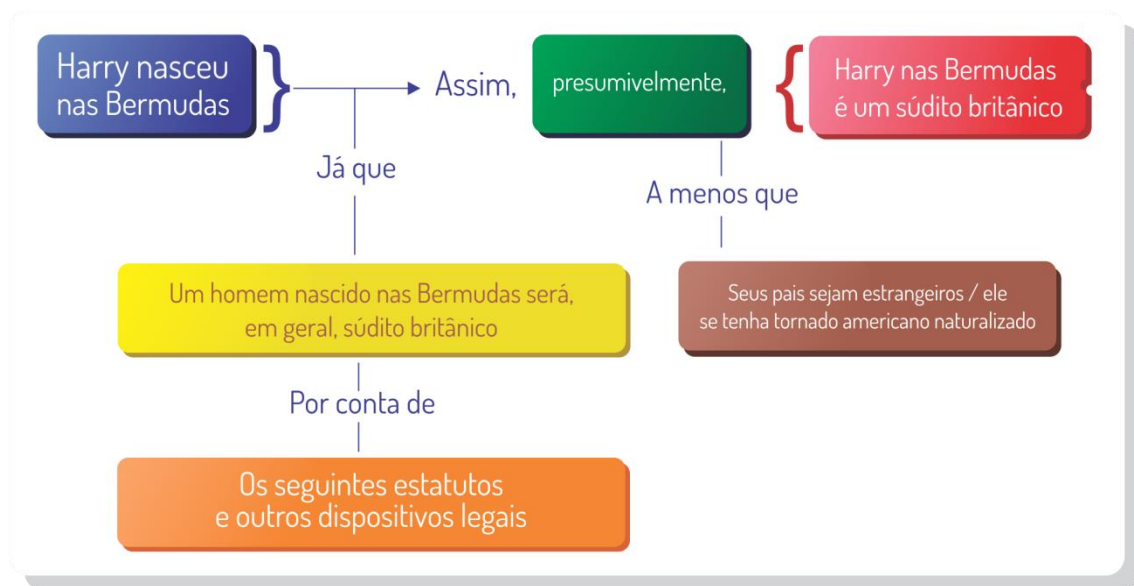 Harry nasceu
nas Bermudas
Assim,
presumivelmente,
Harry nas Bermudas
é um súdito britânico
Já que
A menos que
Um homem nascido nas Bermudas será,
em geral, súdito britânico
Seus pais sejam estrangeiros / ele
se tenha tornado americano naturalizado
Por conta de
Os seguintes estatutos
e outros dispositivos legais